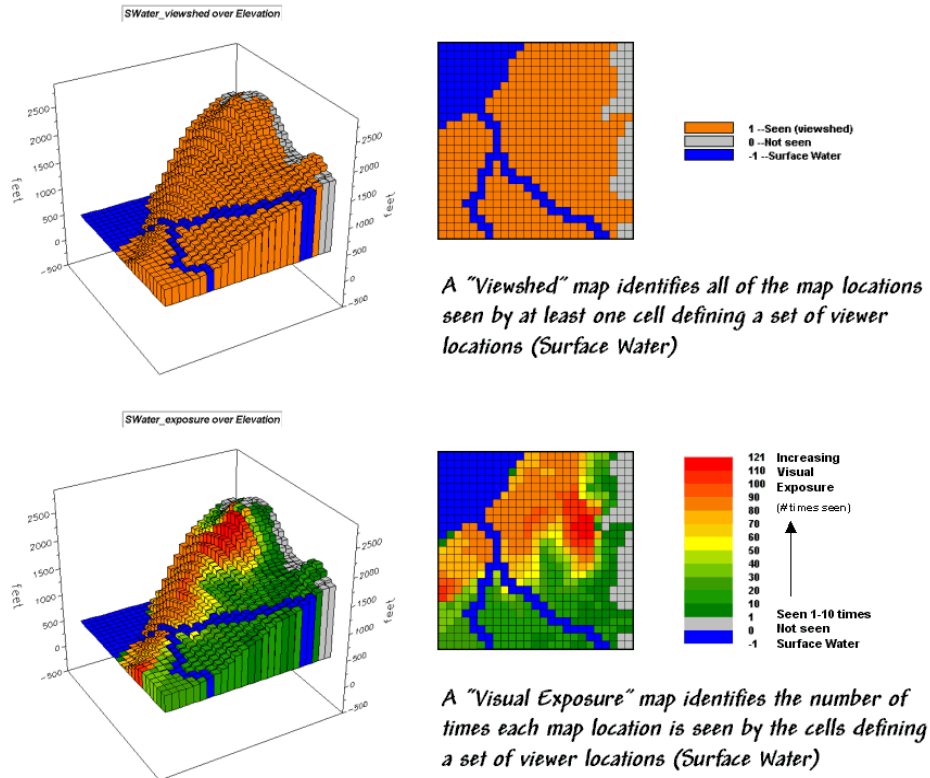 SWater_viewshed over Elevation
2500
2000
1500
1000
500
0
-500
feet
2500
2000
1500
1000
500
0
-500
feet
1 --Seen (viewshed)
0 --Not seen
-1 --Surface Water
A "Viewshed" map identifies all of the map locations
seen by at least one cell defining a set of viewer
locations (Surface Water)
SWater_exposure over Elevation
2500
2000
1500
1000
500
0
-500
feet
2500
2000
1500
1000
500
0
-500
feet
121 Increasing
110 Visual
100 Exposure
90 (# times seen)
80
70
60
50
40
30
20
10
1 Seen 1-10 times
0 Not seen
-1 Surface Water
A "Visual Exposure" map identifies the number of
times each map location is seen by the cells defining
a set of viewer locations (Surface Water)